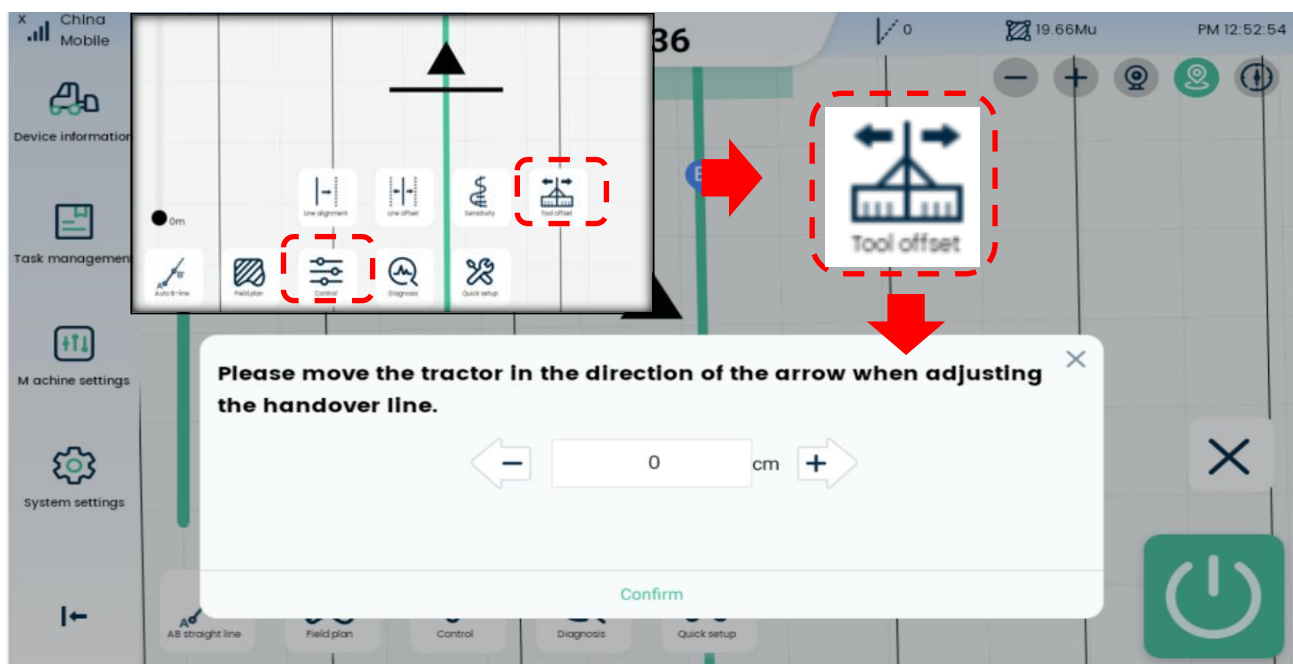 x China
Mobile
36
0
19.66Mu
PM 12:52:54
Device information
Task managemen
M achine settings
System settings
0m
Line alignment
Line offset
Sensitivity
Tool offset
Auto B-line
Field plan
Control
Diagnosis
Quick setup
Tool offset
Please move the tractor in the direction of the arrow when adjusting
the handover line.
− 0 cm +
Confirm
AB straight line
Field plan
Control
Diagnosis
Quick setup